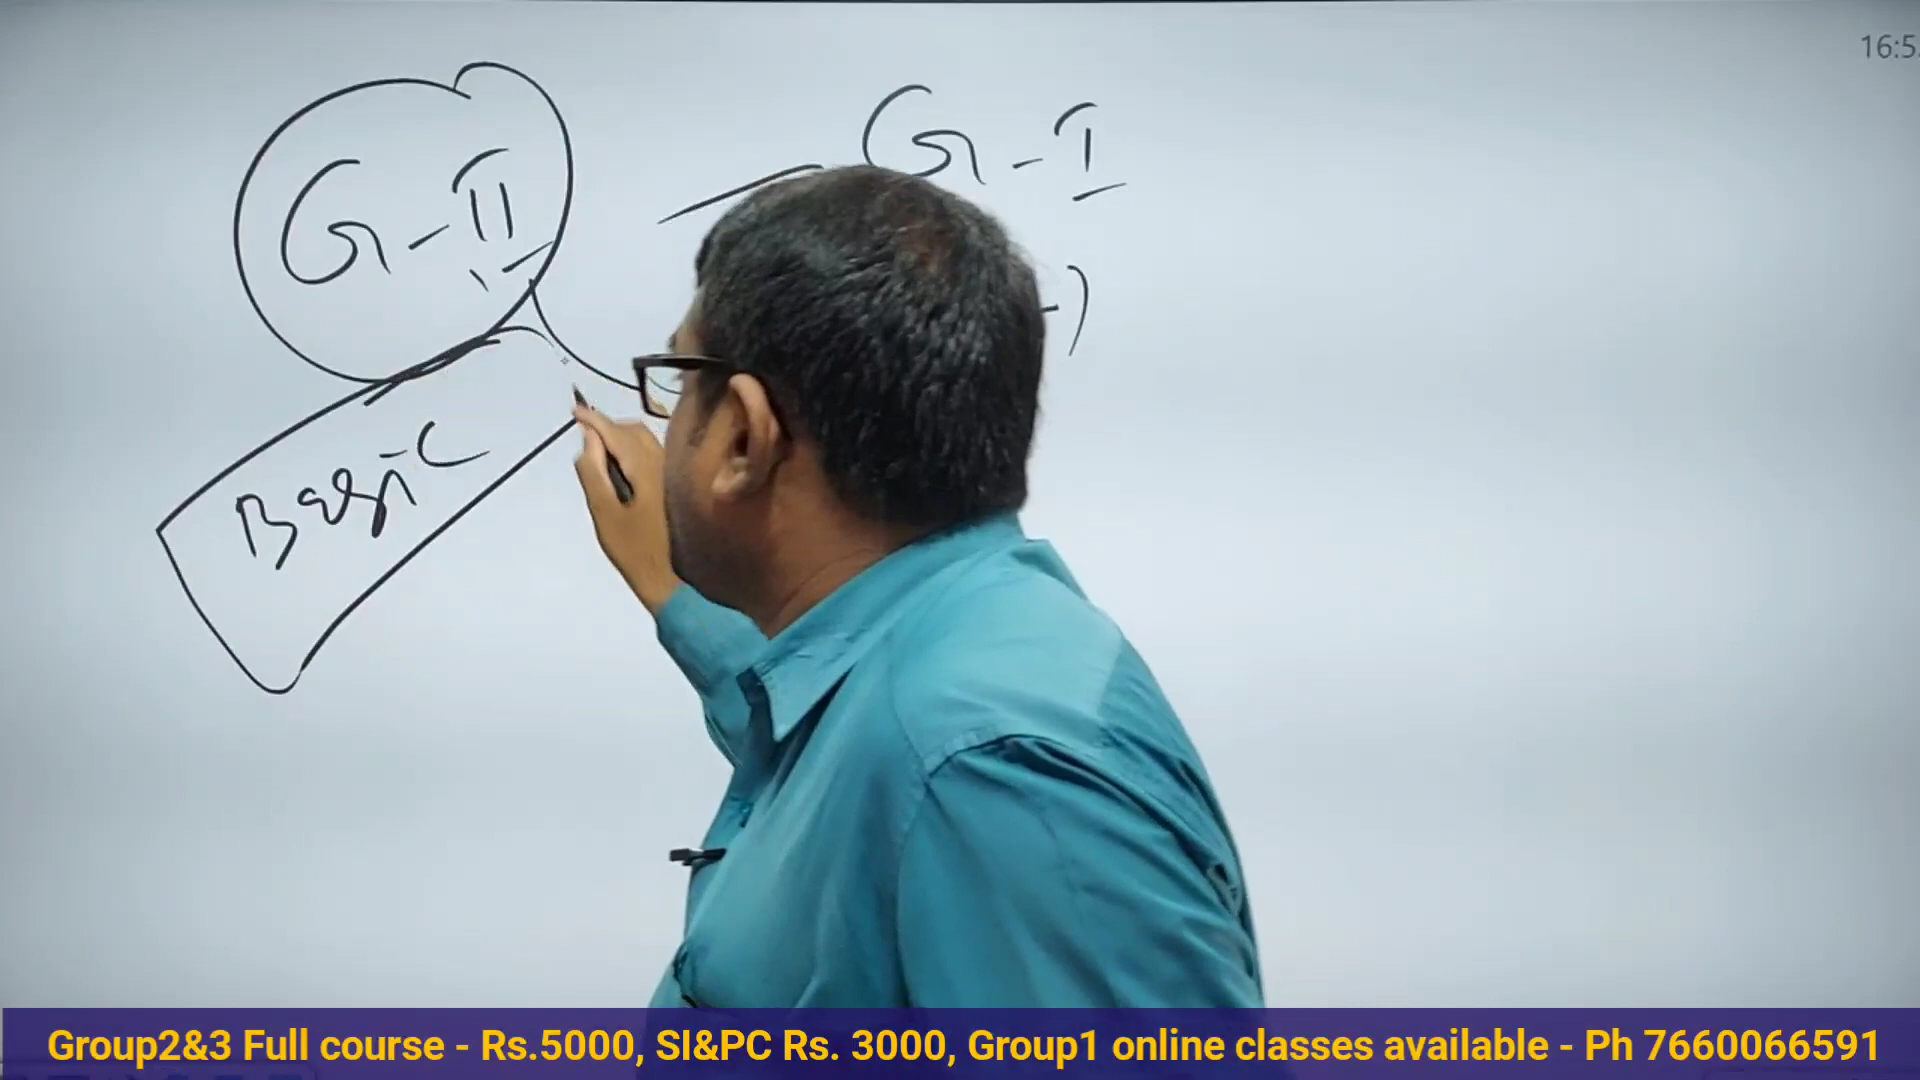 16:5
G-II
G-I
Basic
Group2&3 Full course - Rs.5000, SI&PC Rs. 3000, Group1 online classes available - Ph 7660066591